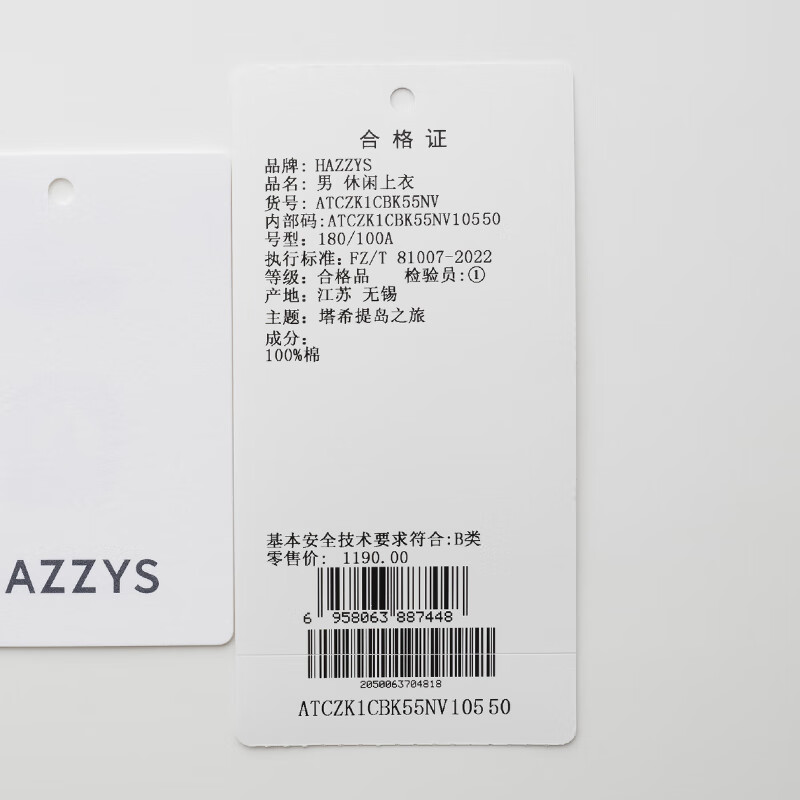 合格证
品牌: HAZZYS
品名: 男 休闲上衣
货号: ATCZK1CBK55NV
内部码:ATCZK1CBK55NV10550
号型: 180/100A
执行标准: FZ/T 81007-2022
等级: 合格品 检验员:①
产地: 江苏 无锡
主题: 塔希提岛之旅
成分:
100%棉
基本安全技术要求符合:B类
零售价: 1190.00
6 958063 887448
2050063704818
ATCZK1CBK55NV10550
AZZYS